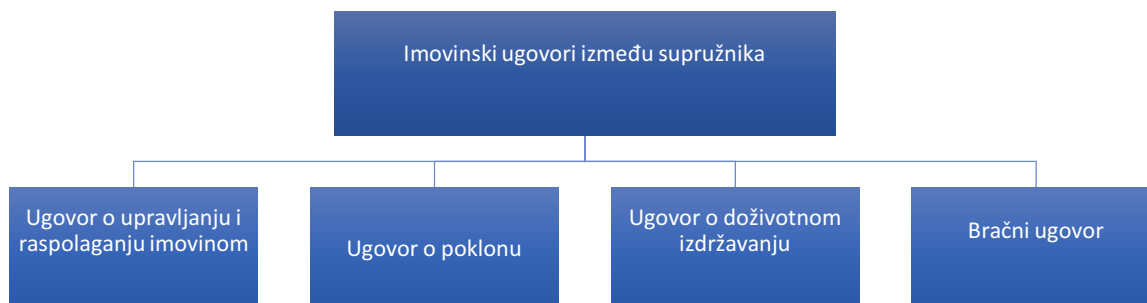 Imovinski ugovori između supružnika
Ugovor o upravljanju i
raspolaganju imovinom
Ugovor o poklonu
Ugovor o doživotnom
izdržavanju
Bračni ugovor